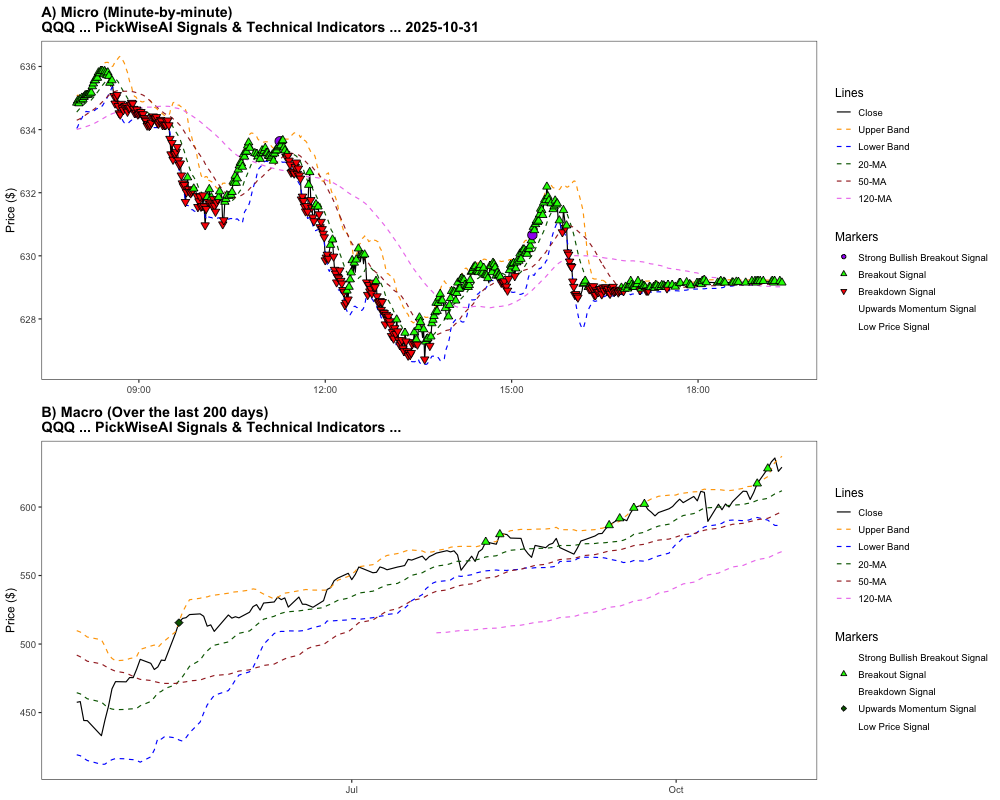 A) Micro (Minute-by-minute)
QQQ ... PickWiseAI Signals & Technical Indicators ... 2025-10-31
Price ($)
636
634
632
630
628
09:00
12:00
15:00
18:00
Lines
Close
Upper Band
Lower Band
20-MA
50-MA
120-MA
Markers
Strong Bullish Breakout Signal
Breakout Signal
Breakdown Signal
Upwards Momentum Signal
Low Price Signal
B) Macro (Over the last 200 days)
QQQ ... PickWiseAI Signals & Technical Indicators ...
Price ($)
600
550
500
450
Jul
Oct
Lines
Close
Upper Band
Lower Band
20-MA
50-MA
120-MA
Markers
Strong Bullish Breakout Signal
Breakout Signal
Breakdown Signal
Upwards Momentum Signal
Low Price Signal